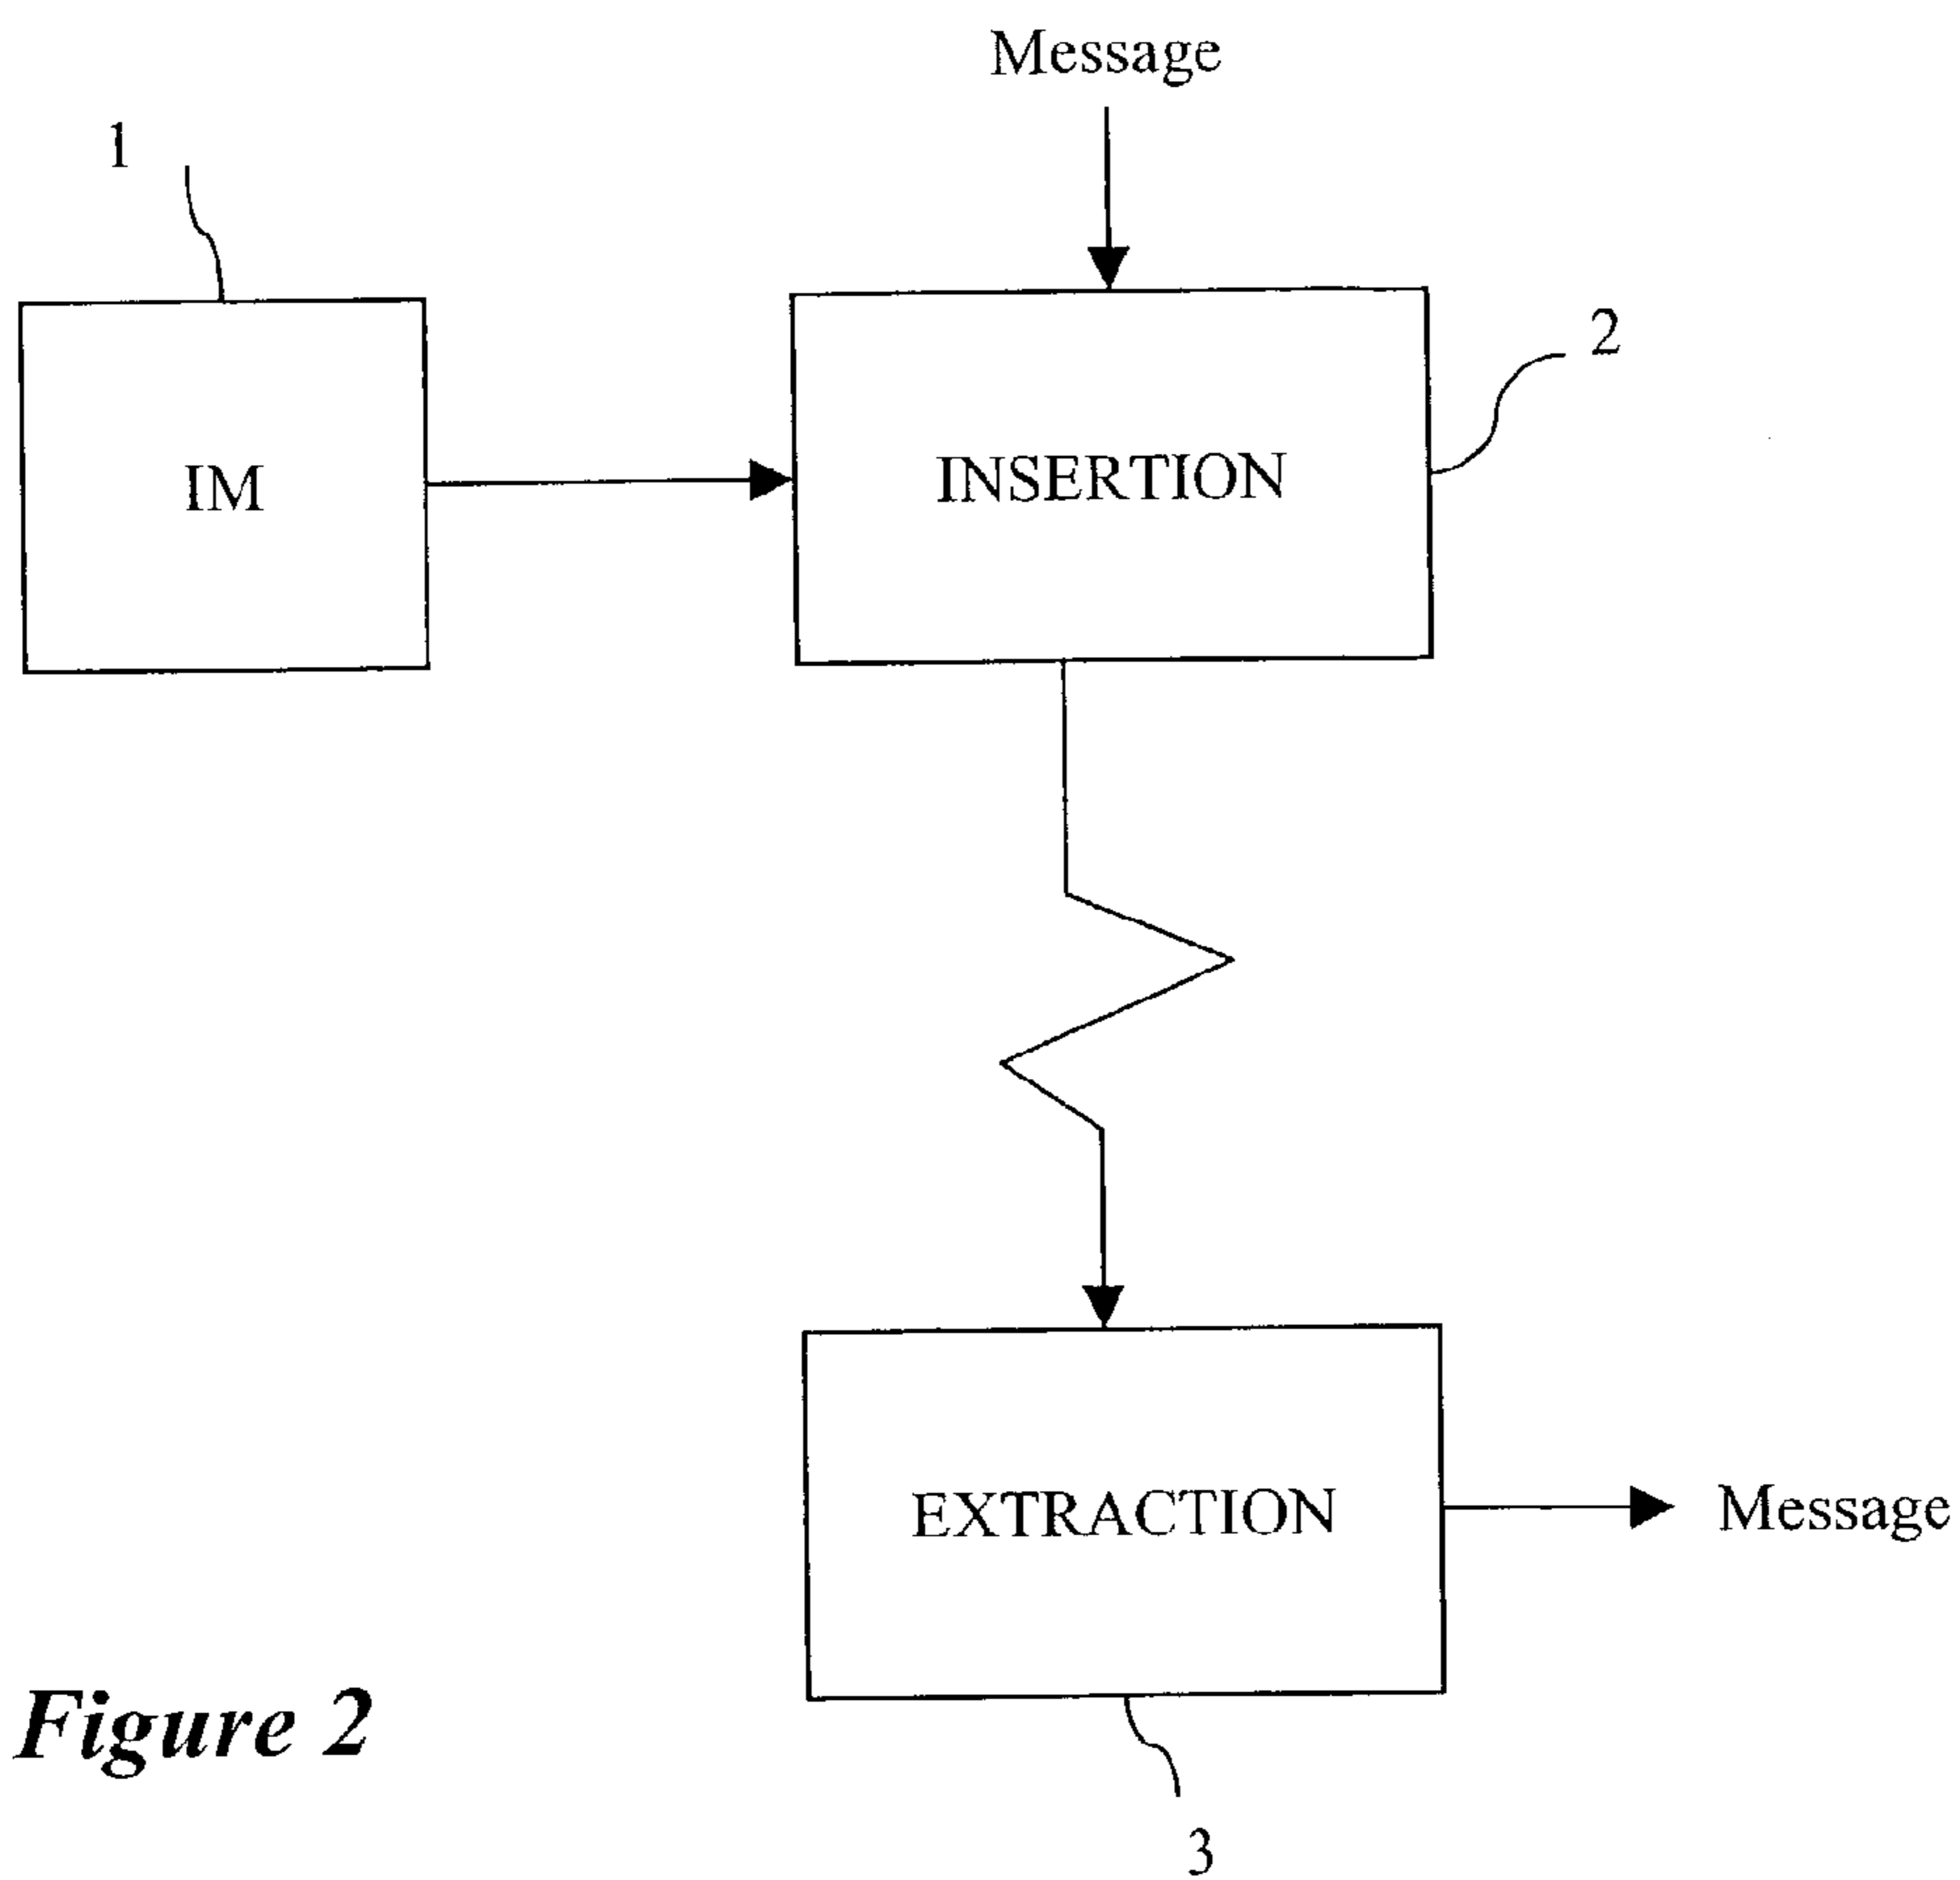 Message
1
2
IM
INSERTION
EXTRACTION
Message
Figure 2
3